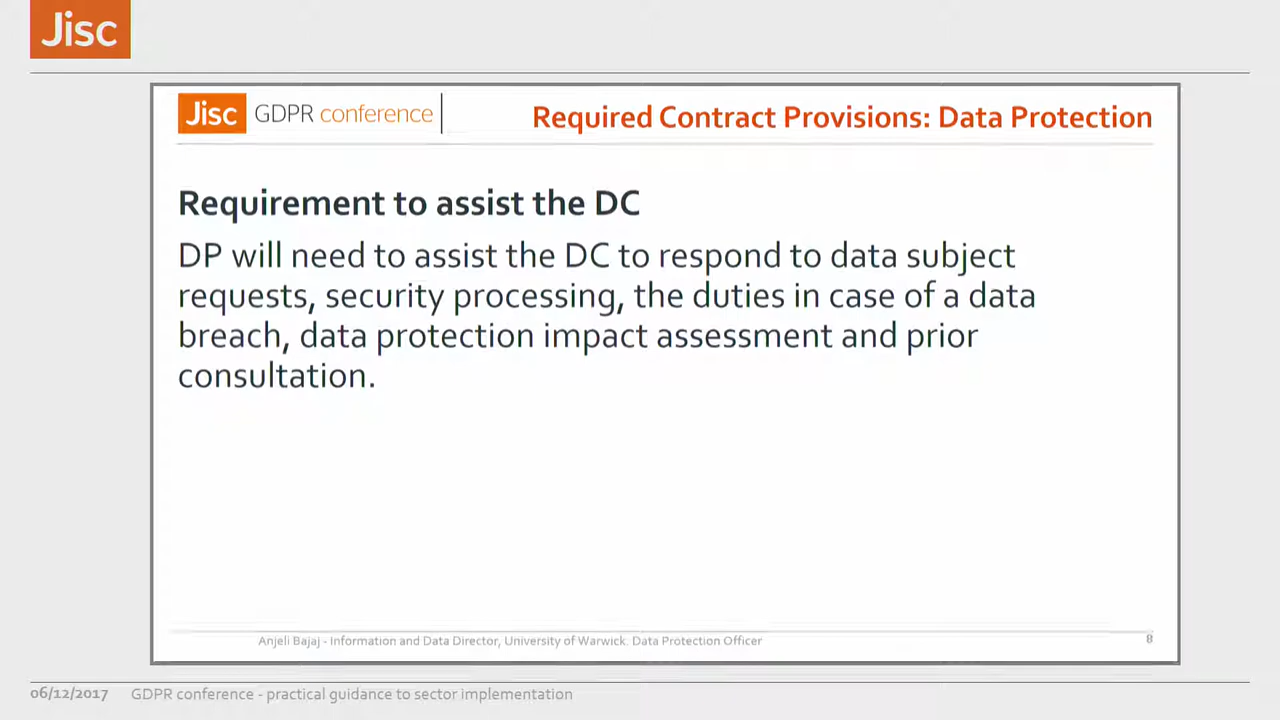 Jisc
Jisc GDPR conference
Required Contract Provisions: Data Protection
Requirement to assist the DC
DP will need to assist the DC to respond to data subject
requests, security processing, the duties in case of a data
breach, data protection impact assessment and prior
consultation.
Anjeli Bajaj - Information and Data Director, University of Warwick. Data Protection Officer
8
06/12/2017 GDPR conference - practical guidance to sector implementation